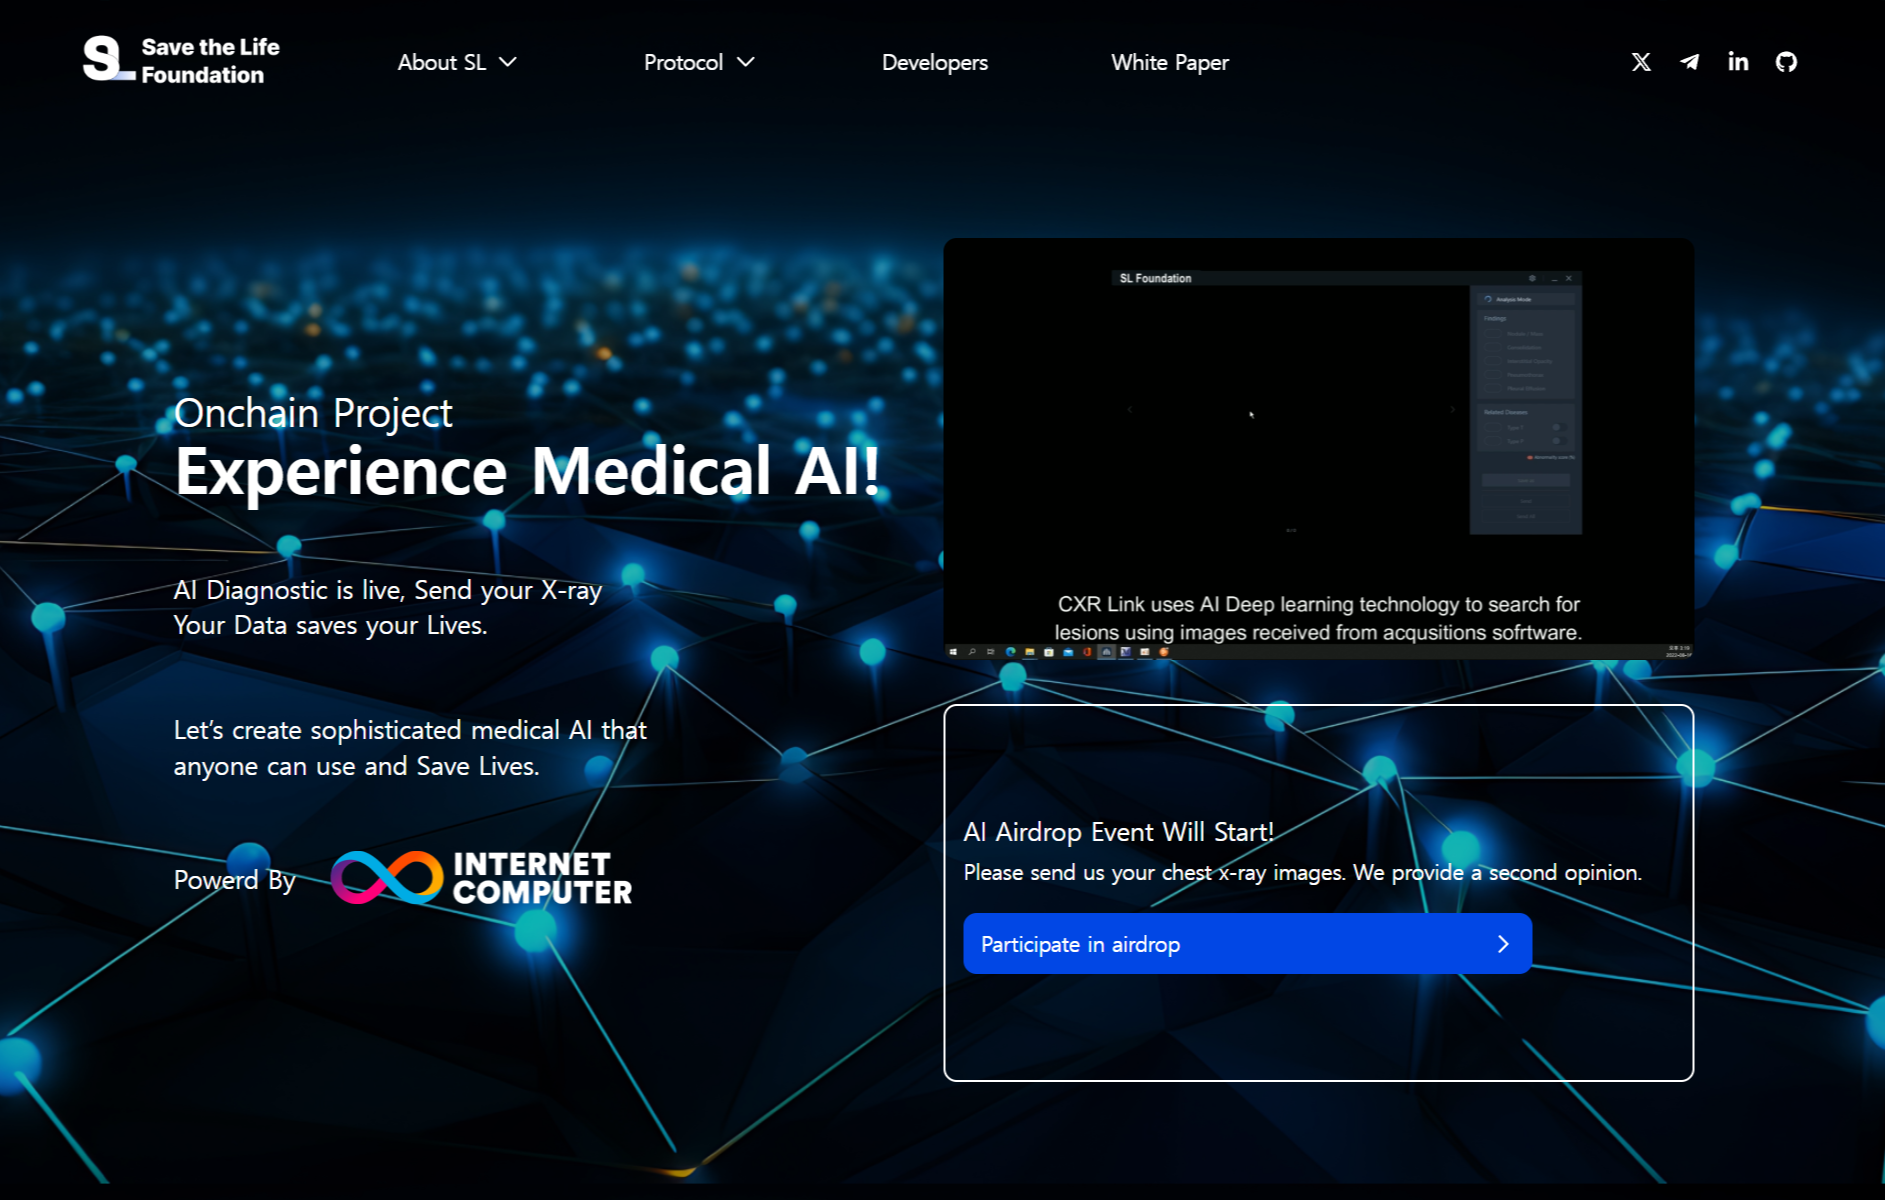 Save the Life
Foundation
About SL
Protocol
Developers
White Paper
Onchain Project
Experience Medical AI!
AI Diagnostic is live, Send your X-ray
Your Data saves your Lives.
Let's create sophisticated medical AI that
anyone can use and Save Lives.
Powerd By
INTERNET
COMPUTER
SL Foundation
Analysis Mode
Findings
Related Diseases
CXR Link uses AI Deep learning technology to search for
lesions using images received from acqusitions sofrtware.
AI Airdrop Event Will Start!
Please send us your chest x-ray images. We provide a second opinion.
Participate in airdrop